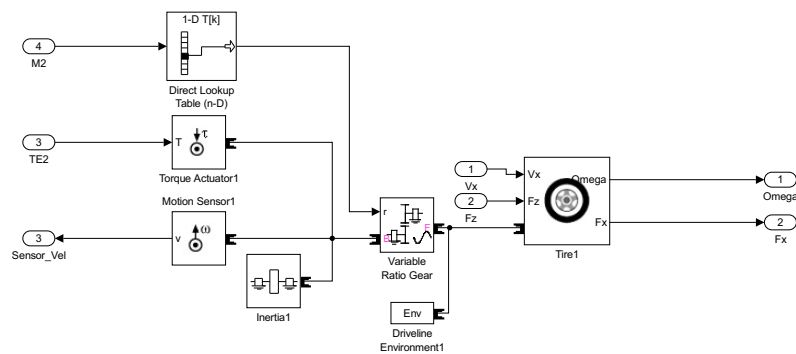 1-D T[k]
4
M2
Direct Lookup
Table (n-D)
3
TE2
T
τ
Torque Actuator1
Motion Sensor1
v
ω
3
Sensor_Vel
Inertia1
r
B
F
Variable
Ratio Gear
Env
Driveline
Environment1
1
Vx
2
Fz
Vx
Fz
Omega
Fx
Tire1
1
Omega
2
Fx